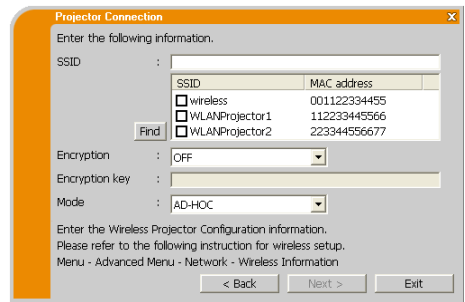 Projector Connection
Enter the following information.
SSID :
SSID MAC address
wireless 001122334455
WLANProjector1 112233445566
Find WLANProjector2 223344556677
Encryption : OFF
Encryption key :
Mode : AD-HOC
Enter the Wireless Projector Configuration information.
Please refer to the following instruction for wireless setup.
Menu - Advanced Menu - Network - Wireless Information
< Back Next > Exit